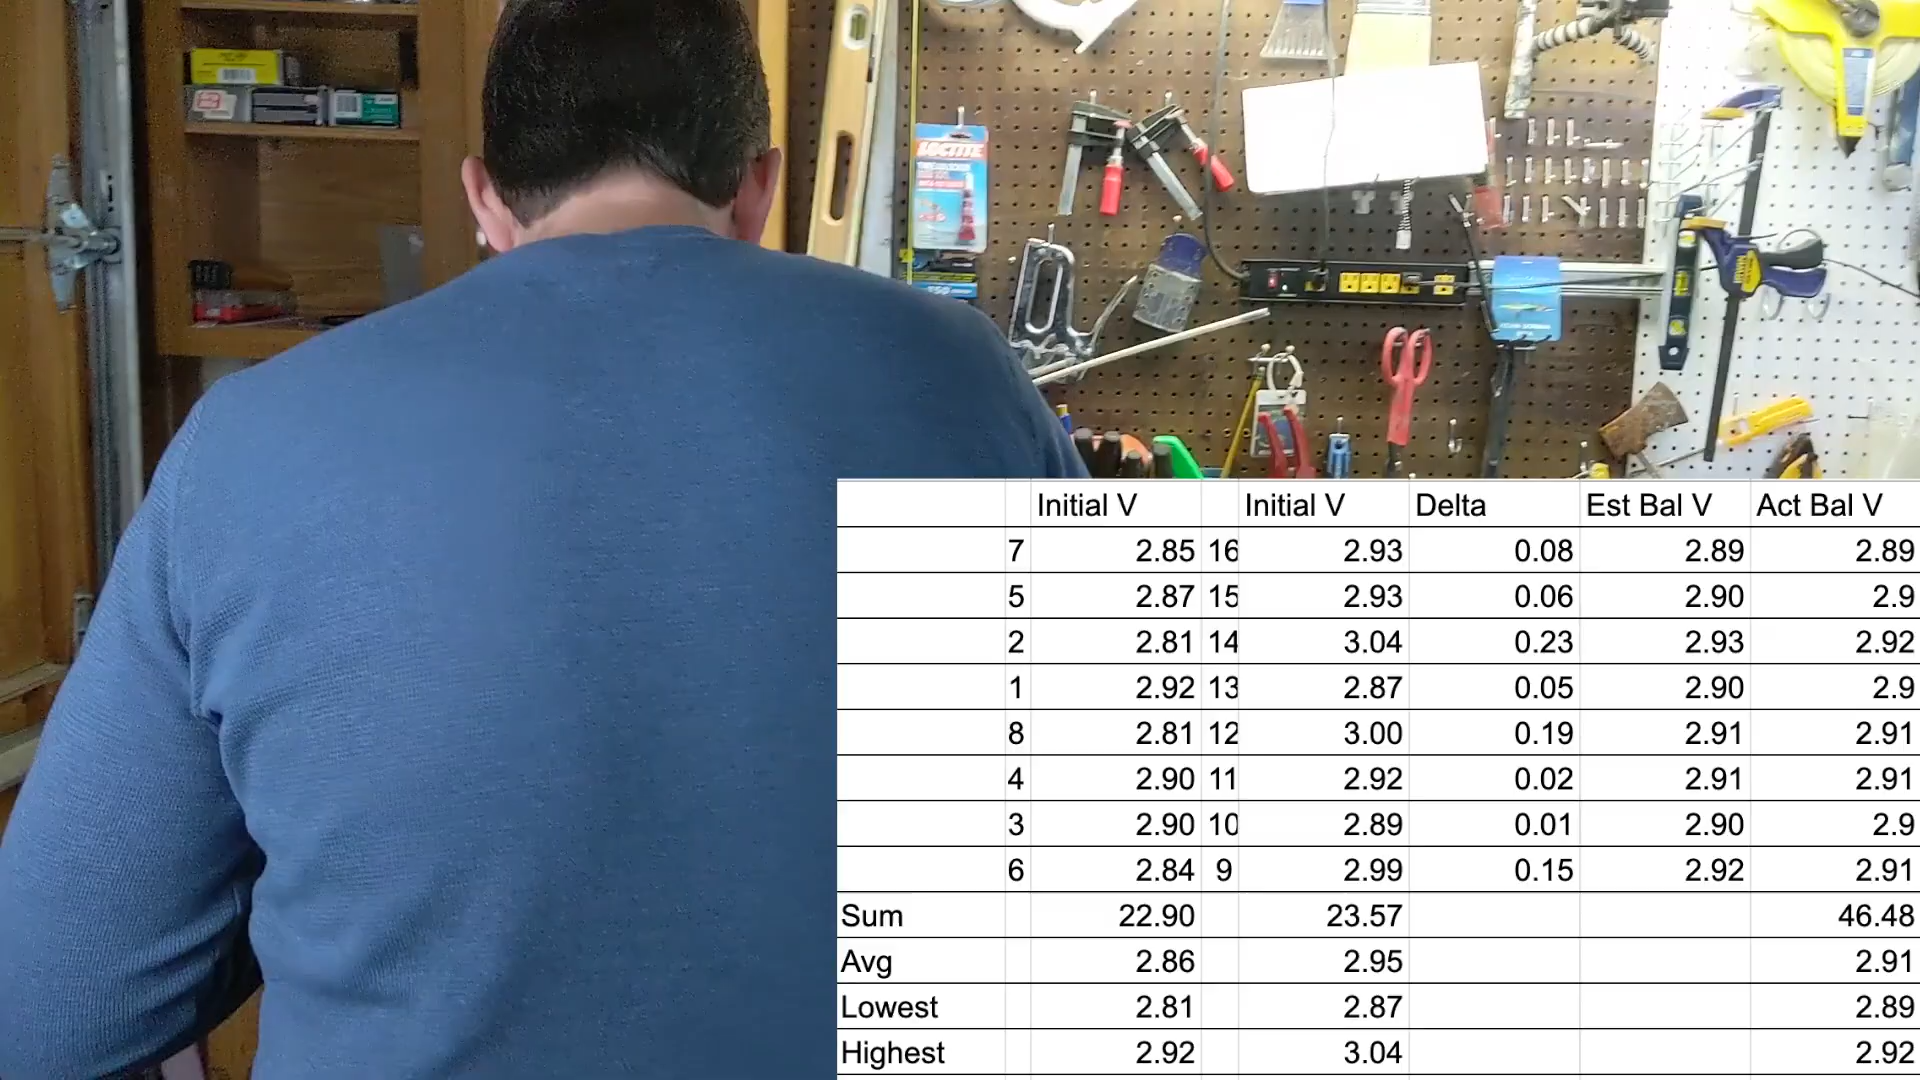 LOCTITE
Initial V Initial V Delta Est Bal V Act Bal V
7 2.85 16 2.93 0.08 2.89 2.89
5 2.87 15 2.93 0.06 2.90 2.9
2 2.81 14 3.04 0.23 2.93 2.92
1 2.92 13 2.87 0.05 2.90 2.9
8 2.81 12 3.00 0.19 2.91 2.91
4 2.90 11 2.92 0.02 2.91 2.91
3 2.90 10 2.89 0.01 2.90 2.9
6 2.84 9 2.99 0.15 2.92 2.91
Sum 22.90 23.57 46.48
Avg 2.86 2.95 2.91
Lowest 2.81 2.87 2.89
Highest 2.92 3.04 2.92